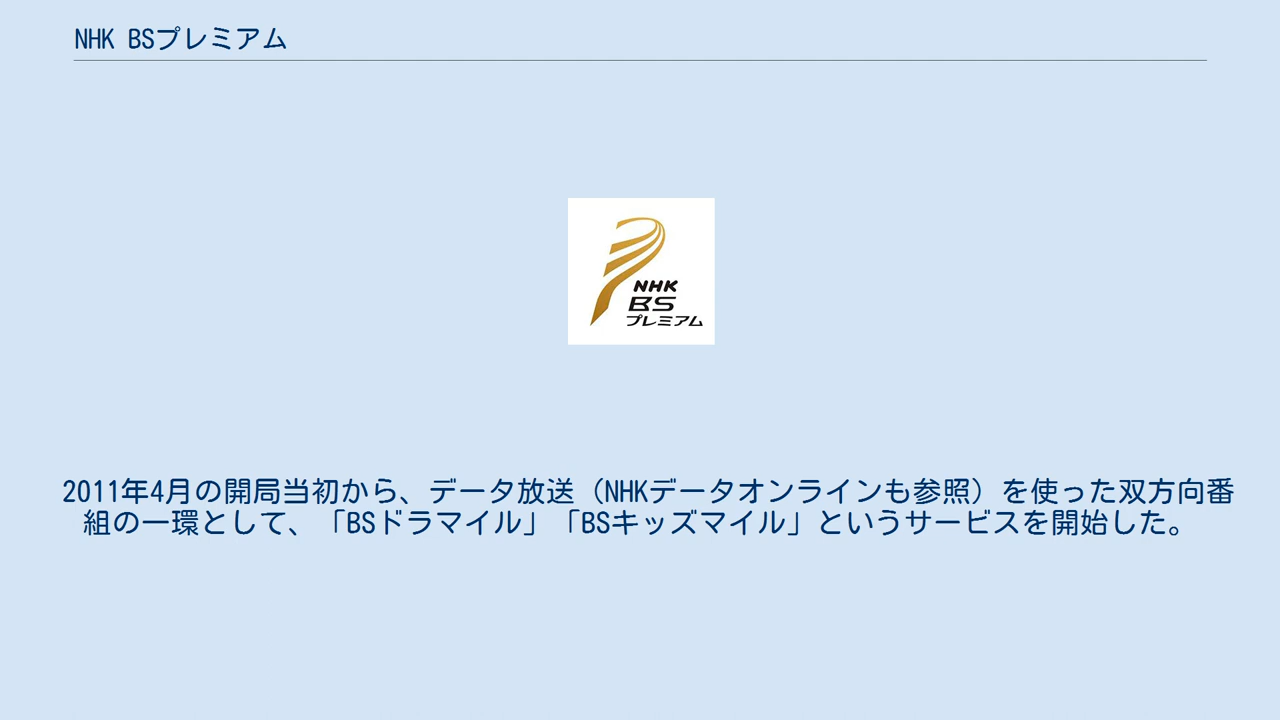 NHK BSプレミアム
NHK
BS
プレミアム
2011年4月の開局当初から、データ放送（NHKデータオンラインも参照）を使った双方向番
組の一環として、「BSドラマイル」「BSキッズマイル」というサービスを開始した。